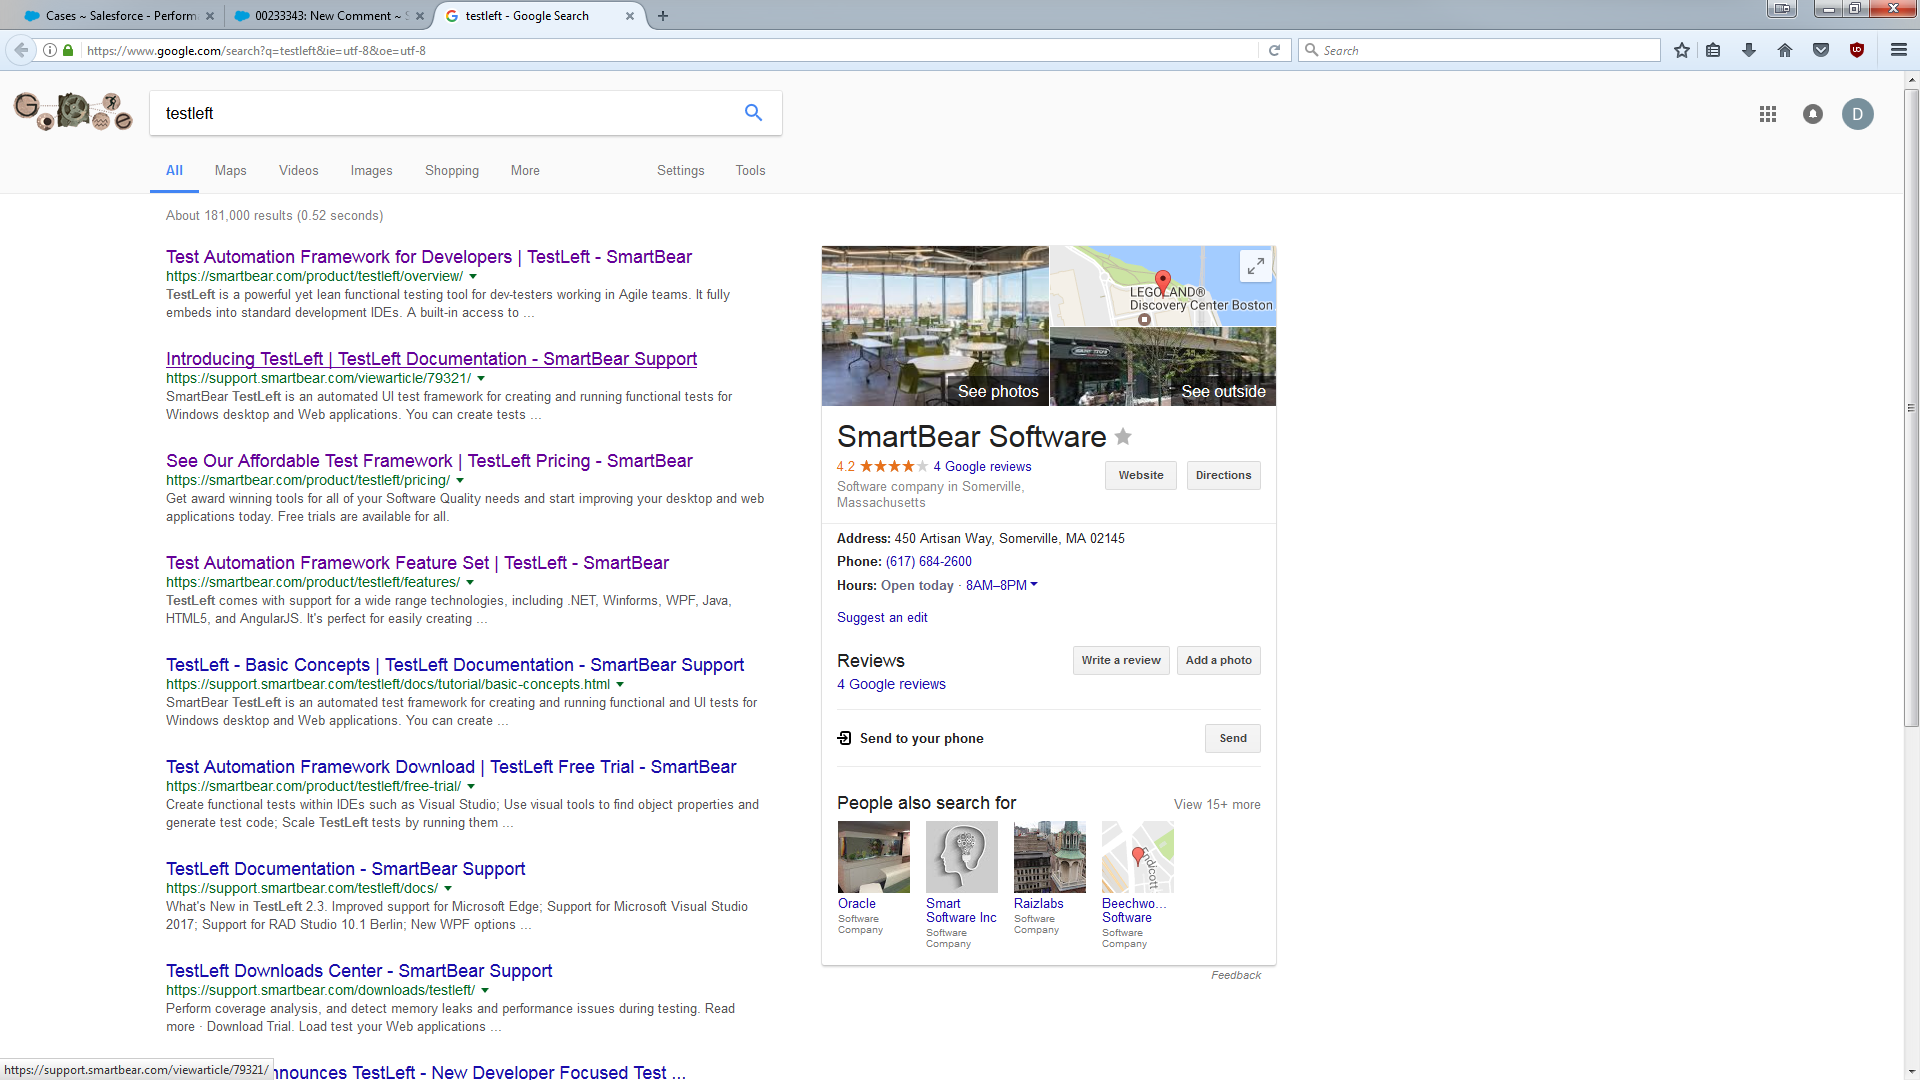 Cases ~ Salesforce - Perform
00233343: New Comment ~ S
testleft - Google Search
https://www.google.com/search?q=testleft&ie=utf-8&oe=utf-8
Search
testleft
D
All
Maps
Videos
Images
Shopping
More
Settings
Tools
About 181,000 results (0.52 seconds)
Test Automation Framework for Developers | TestLeft - SmartBear
https://smartbear.com/product/testleft/overview/
TestLeft is a powerful yet lean functional testing tool for dev-testers working in Agile teams. It fully
embeds into standard development IDEs. A built-in access to ...
Introducing TestLeft | TestLeft Documentation - SmartBear Support
https://support.smartbear.com/viewarticle/79321/
SmartBear TestLeft is an automated UI test framework for creating and running functional tests for
Windows desktop and Web applications. You can create tests ...
See Our Affordable Test Framework | TestLeft Pricing - SmartBear
https://smartbear.com/product/testleft/pricing/
Get award winning tools for all of your Software Quality needs and start improving your desktop and web
applications today. Free trials are available for all.
Test Automation Framework Feature Set | TestLeft - SmartBear
https://smartbear.com/product/testleft/features/
TestLeft comes with support for a wide range technologies, including .NET, Winforms, WPF, Java,
HTML5, and AngularJS. It's perfect for easily creating ...
TestLeft - Basic Concepts | TestLeft Documentation - SmartBear Support
https://support.smartbear.com/testleft/docs/tutorial/basic-concepts.html
SmartBear TestLeft is an automated test framework for creating and running functional and UI tests for
Windows desktop and Web applications. You can create ...
Test Automation Framework Download | TestLeft Free Trial - SmartBear
https://smartbear.com/product/testleft/free-trial/
Create functional tests within IDEs such as Visual Studio; Use visual tools to find object properties and
generate test code; Scale TestLeft tests by running them ...
TestLeft Documentation - SmartBear Support
https://support.smartbear.com/testleft/docs/
What's New in TestLeft 2.3. Improved support for Microsoft Edge; Support for Microsoft Visual Studio
2017; Support for RAD Studio 10.1 Berlin; New WPF options ...
TestLeft Downloads Center - SmartBear Support
https://support.smartbear.com/downloads/testleft/
Perform coverage analysis, and detect memory leaks and performance issues during testing. Read
more · Download Trial. Load test your Web applications ...
nnounces TestLeft - New Developer Focused Test ...
https://support.smartbear.com/viewarticle/79321/
LEGOLAND®
Discovery Center Boston
See photos
See outside
SmartBear Software
4.2 4 Google reviews
Software company in Somerville,
Massachusetts
Website
Directions
Address: 450 Artisan Way, Somerville, MA 02145
Phone: (617) 684-2600
Hours: Open today · 8AM–8PM
Suggest an edit
Reviews
Write a review
Add a photo
4 Google reviews
Send to your phone
Send
People also search for
View 15+ more
Endicott
Oracle
Software
Company
Smart
Software Inc
Software
Company
Raizlabs
Software
Company
Beechwo...
Software
Software
Company
Feedback